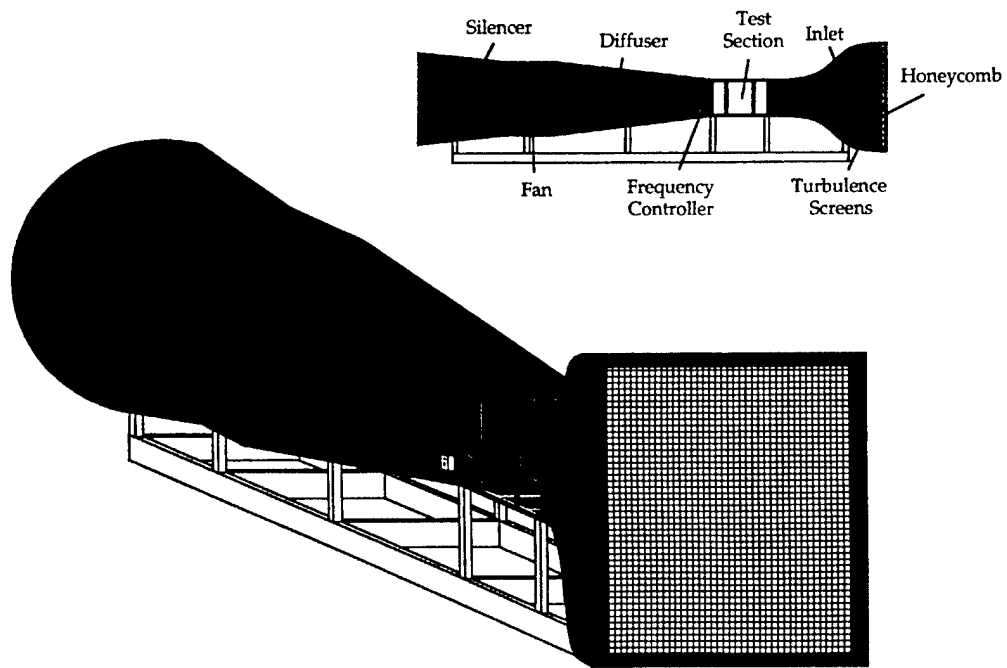 Silencer
Diffuser
Test
Section
Inlet
Honeycomb
Fan
Frequency
Controller
Turbulence
Screens